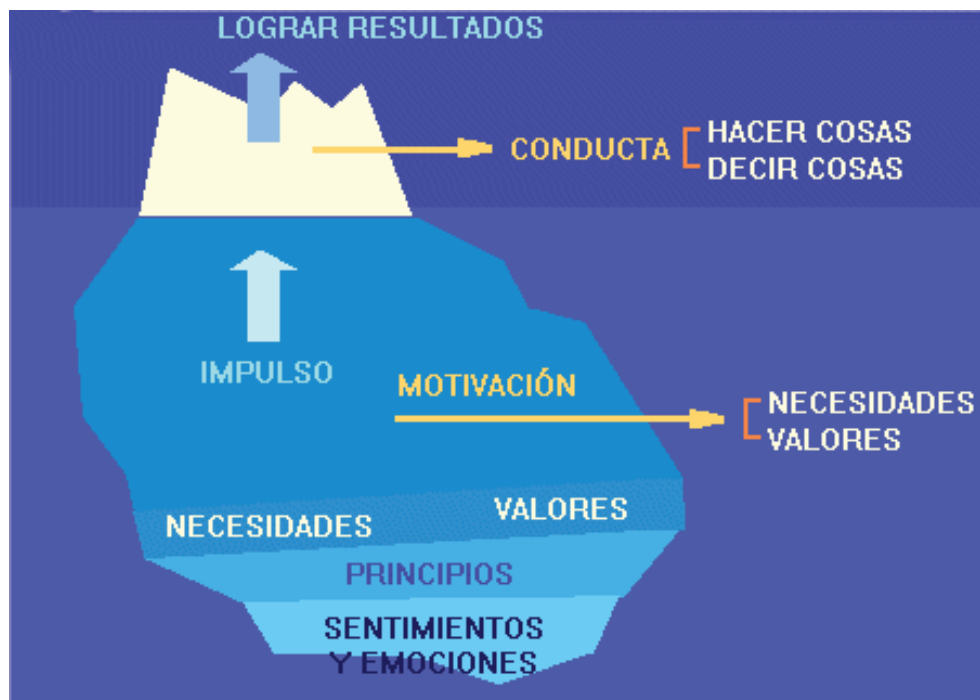 LOGRAR RESULTADOS
CONDUCTA
HACER COSAS
DECIR COSAS
IMPULSO
MOTIVACIÓN
NECESIDADES
VALORES
NECESIDADES
VALORES
PRINCIPIOS
SENTIMIENTOS
Y EMOCIONES